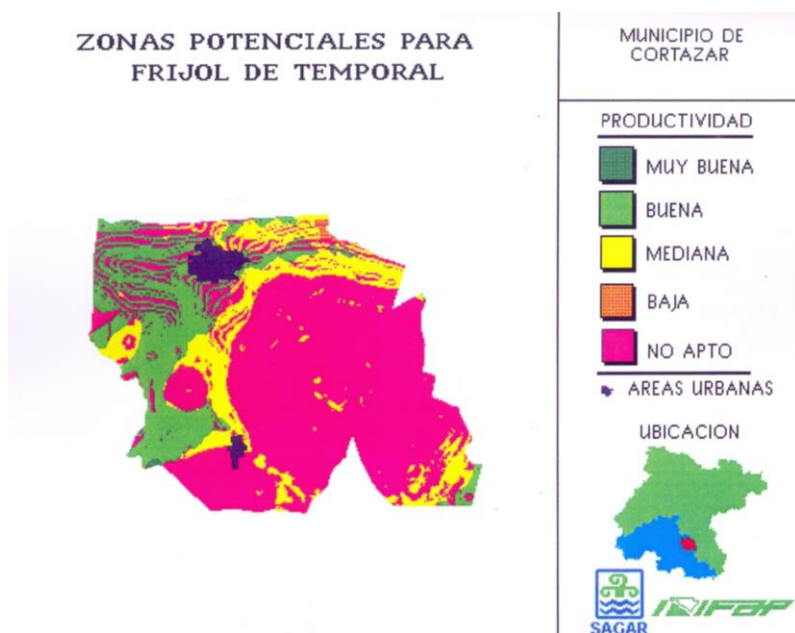 ZONAS POTENCIALES PARA
FRIJOL DE TEMPORAL
MUNICIPIO DE
CORTAZAR
PRODUCTIVIDAD
MUY BUENA
BUENA
MEDIANA
BAJA
NO APTO
AREAS URBANAS
UBICACION
SAGAR
INIFAP